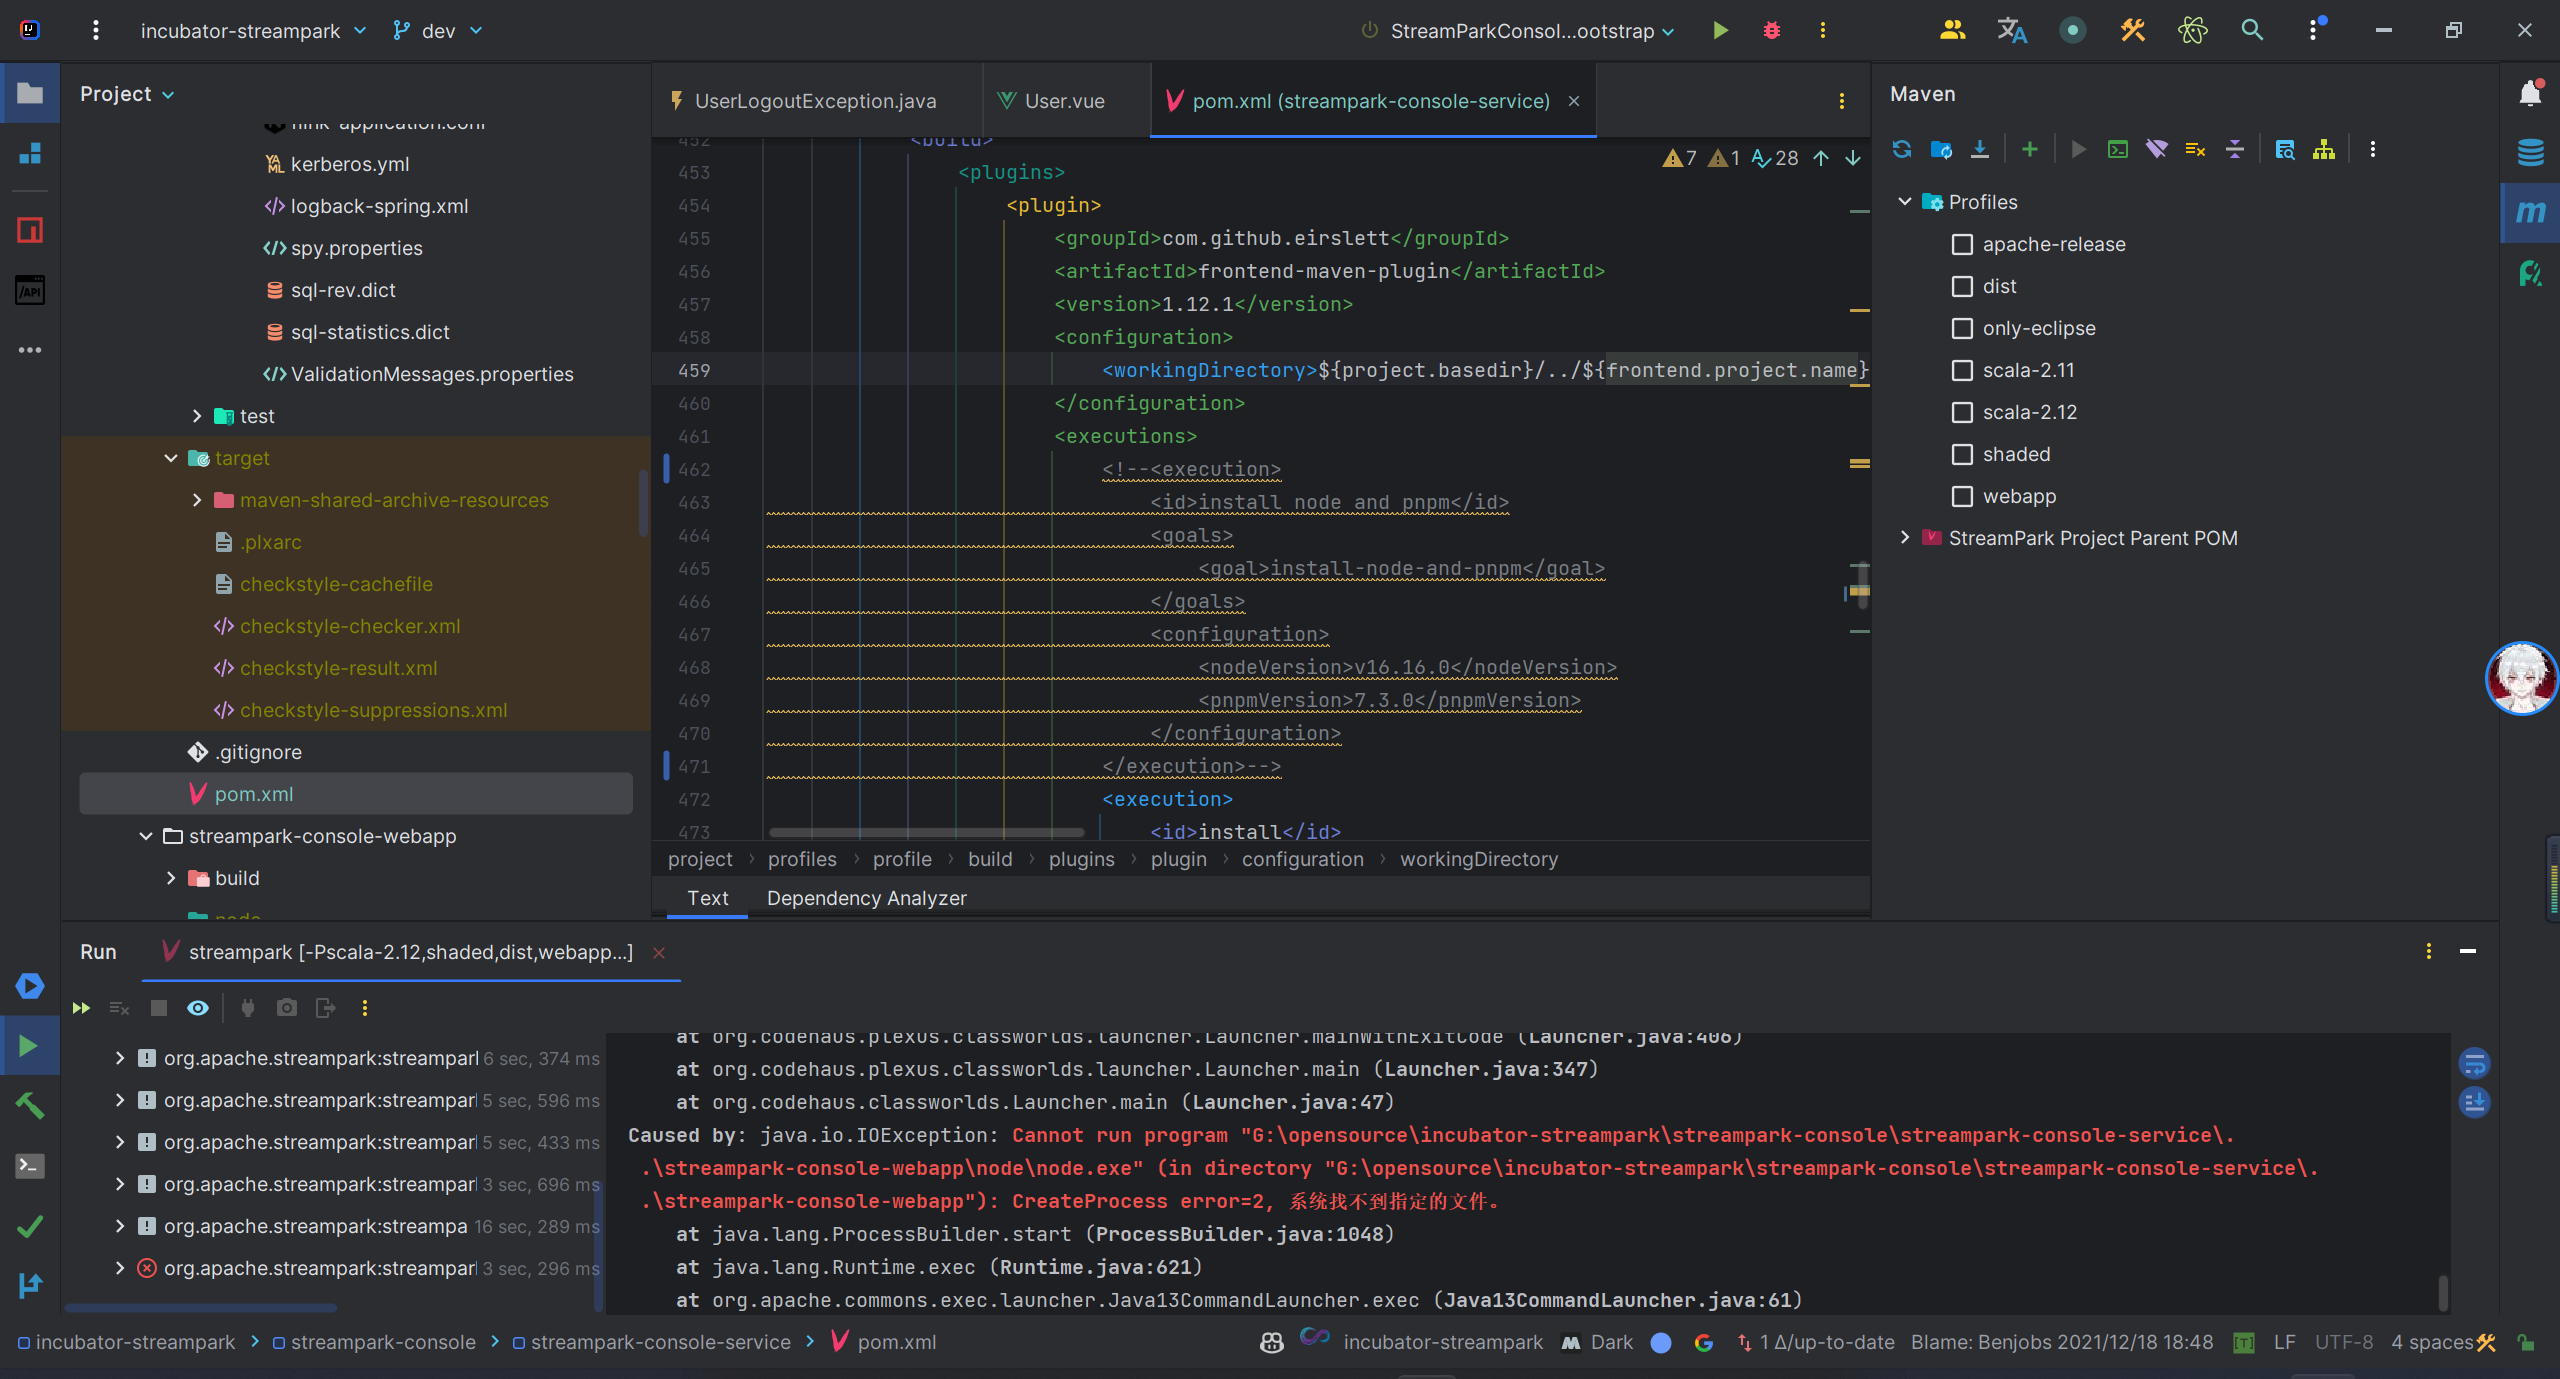 incubator-streampark
dev
StreamParkConsol...ootstrap
Project
kerberos.yml
logback-spring.xml
spy.properties
sql-rev.dict
sql-statistics.dict
ValidationMessages.properties
test
target
maven-shared-archive-resources
.plxarc
checkstyle-cachefile
checkstyle-checker.xml
checkstyle-result.xml
checkstyle-suppressions.xml
.gitignore
pom.xml
streampark-console-webapp
build
node
UserLogoutException.java
User.vue
pom.xml (streampark-console-service)
7 1 28
452 <build>
453 <plugins>
454 <plugin>
455 <groupId>com.github.eirslett</groupId>
456 <artifactId>frontend-maven-plugin</artifactId>
457 <version>1.12.1</version>
458 <configuration>
459 <workingDirectory>${project.basedir}/../${frontend.project.name}
460 </configuration>
461 <executions>
462 <!--<execution>
463 <id>install node and pnpm</id>
464 <goals>
465 <goal>install-node-and-pnpm</goal>
466 </goals>
467 <configuration>
468 <nodeVersion>v16.16.0</nodeVersion>
469 <pnpmVersion>7.3.0</pnpmVersion>
470 </configuration>
471 </execution>-->
472 <execution>
473 <id>install</id>
project > profiles > profile > build > plugins > plugin > configuration > workingDirectory
Text Dependency Analyzer
Maven
Profiles
apache-release
dist
only-eclipse
scala-2.11
scala-2.12
shaded
webapp
StreamPark Project Parent POM
Run streampark [-Pscala-2.12,shaded,dist,webapp...]
org.apache.streampark:streampar 6 sec, 374 ms
org.apache.streampark:streampar 5 sec, 596 ms
org.apache.streampark:streampar 5 sec, 433 ms
org.apache.streampark:streampar 3 sec, 696 ms
org.apache.streampark:streampa 16 sec, 289 ms
org.apache.streampark:streampar 3 sec, 296 ms
at org.codehaus.plexus.classworlds.launcher.Launcher.mainWithExitCode (Launcher.java:406)
at org.codehaus.plexus.classworlds.launcher.Launcher.main (Launcher.java:347)
at org.codehaus.classworlds.Launcher.main (Launcher.java:47)
Caused by: java.io.IOException: Cannot run program "G:\opensource\incubator-streampark\streampark-console\streampark-console-service\.
.\streampark-console-webapp\node\node.exe" (in directory "G:\opensource\incubator-streampark\streampark-console\streampark-console-service\.
.\streampark-console-webapp"): CreateProcess error=2, 系统找不到指定的文件。
at java.lang.ProcessBuilder.start (ProcessBuilder.java:1048)
at java.lang.Runtime.exec (Runtime.java:621)
at org.apache.commons.exec.launcher.Java13CommandLauncher.exec (Java13CommandLauncher.java:61)
incubator-streampark > streampark-console > streampark-console-service > pom.xml
incubator-streampark Dark 1 Δ/up-to-date Blame: Benjobs 2021/12/18 18:48 LF UTF-8 4 spaces